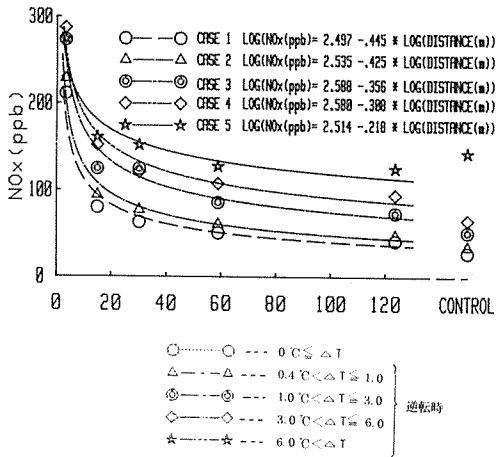 300
200
100
0
NOx(ppb)
CASE 1 LOG(NOx(ppb)= 2.497 -.445 * LOG(DISTANCE(m))
CASE 2 LOG(NOx(ppb)= 2.535 -.425 * LOG(DISTANCE(m))
CASE 3 LOG(NOx(ppb)= 2.588 -.356 * LOG(DISTANCE(m))
CASE 4 LOG(NOx(ppb)= 2.588 -.388 * LOG(DISTANCE(m))
CASE 5 LOG(NOx(ppb)= 2.514 -.218 * LOG(DISTANCE(m))
0 20 40 60 80 100 120 CONTROL
0℃≦△T
0.4℃<△T≦1.0
1.0℃<△T≦3.0
3.0℃<△T≦6.0
6.0℃<△T
逆転時